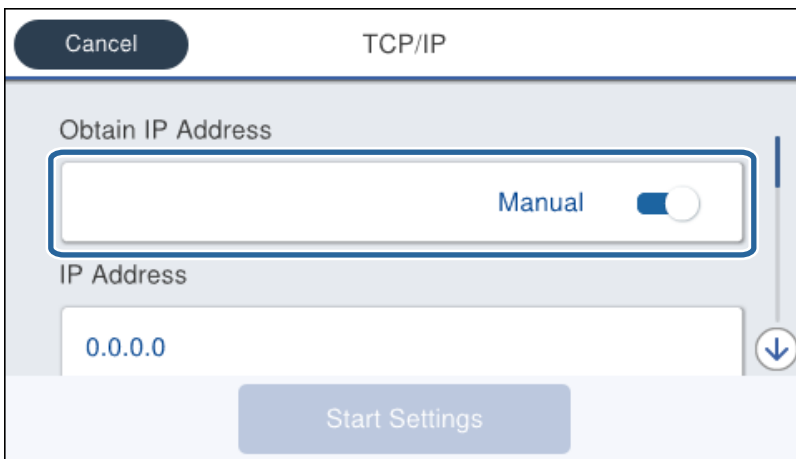 Cancel
TCP/IP
Obtain IP Address
Manual
IP Address
0.0.0.0
Start Settings